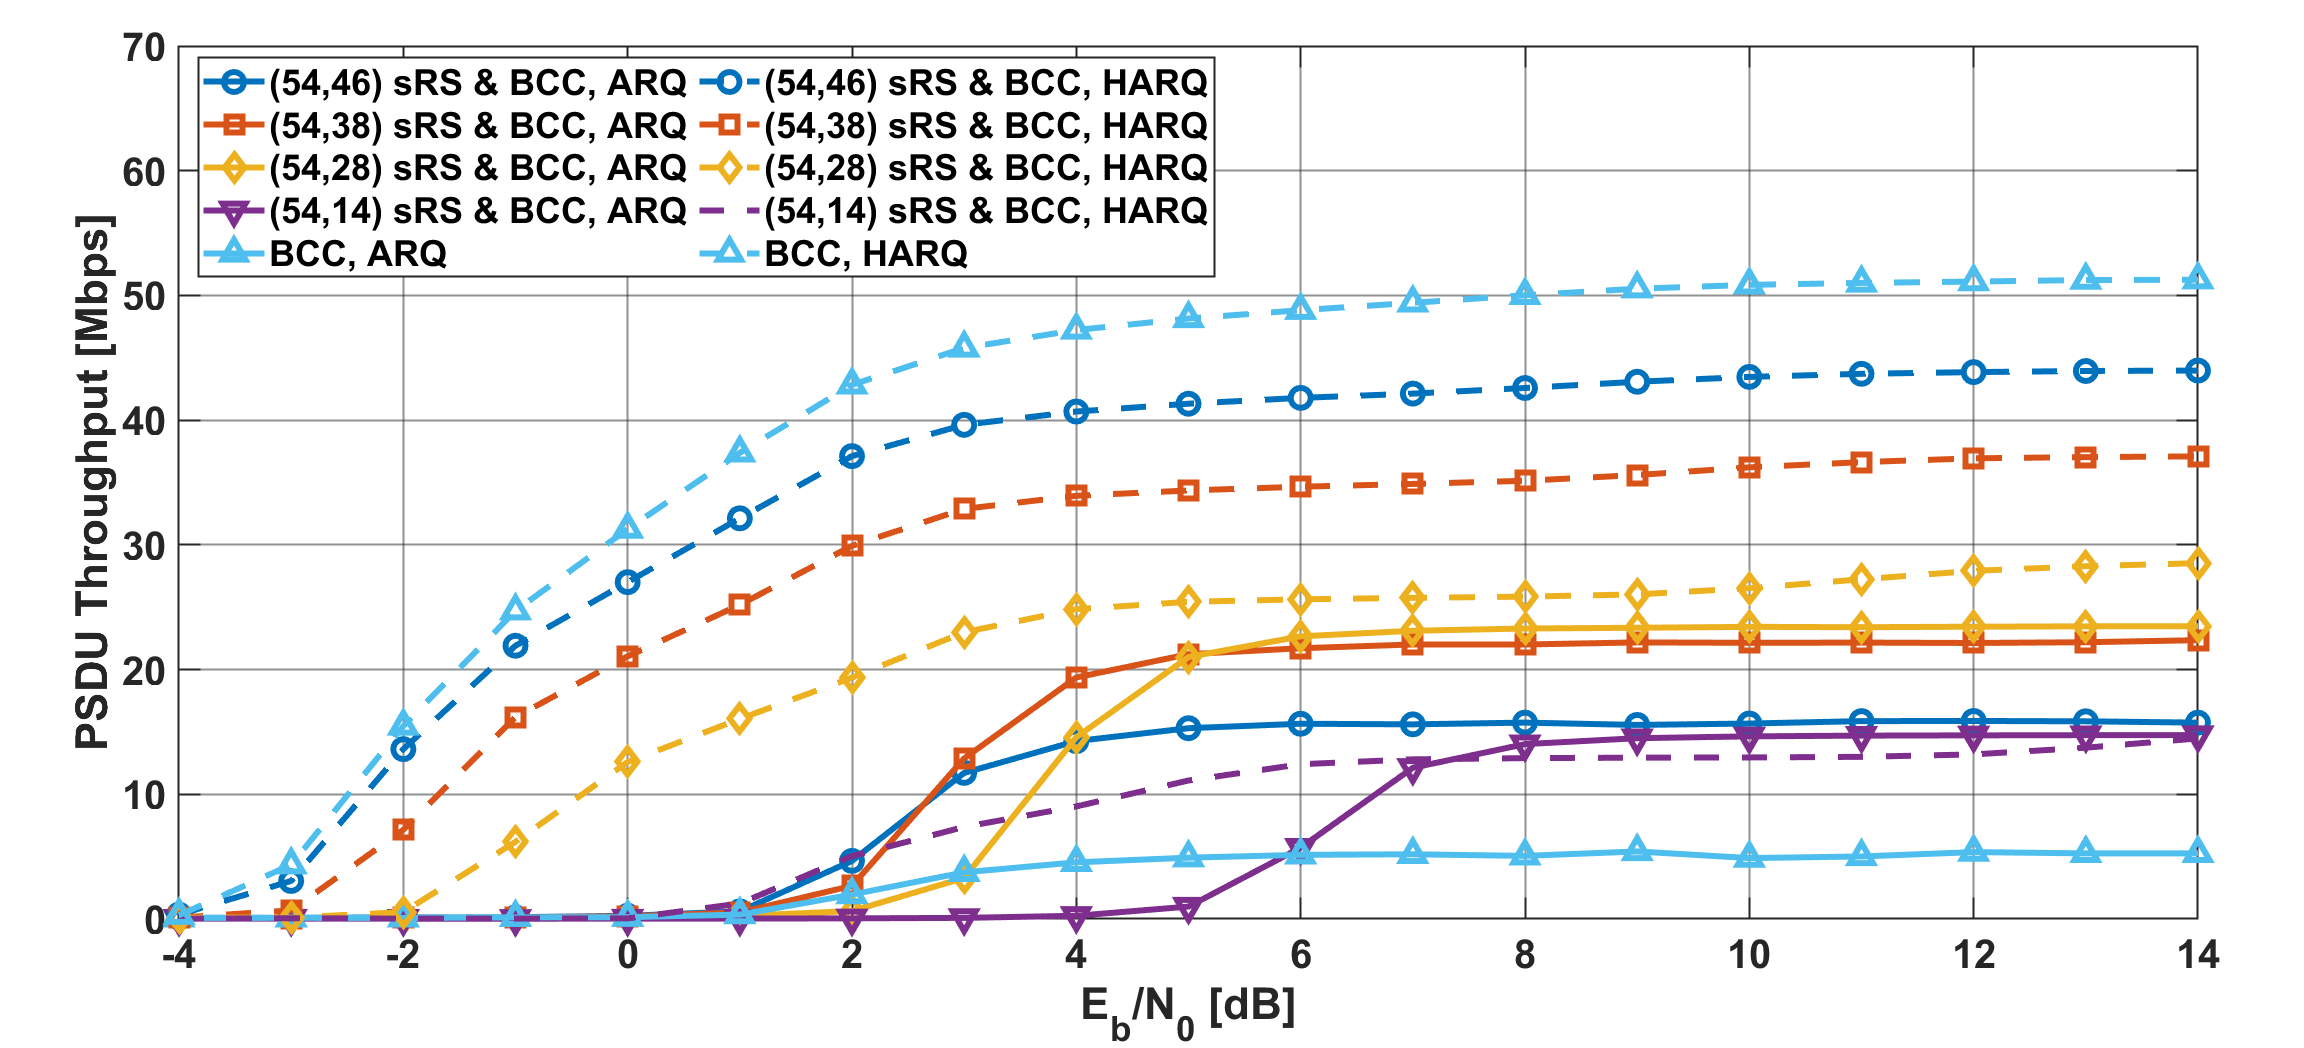 70
60
50
40
30
20
10
0
PSDU Throughput [Mbps]
(54,46) sRS & BCC, ARQ (54,46) sRS & BCC, HARQ
(54,38) sRS & BCC, ARQ (54,38) sRS & BCC, HARQ
(54,28) sRS & BCC, ARQ (54,28) sRS & BCC, HARQ
(54,14) sRS & BCC, ARQ (54,14) sRS & BCC, HARQ
BCC, ARQ BCC, HARQ
-4 -2 0 2 4 6 8 10 12 14
Eb/N0 [dB]